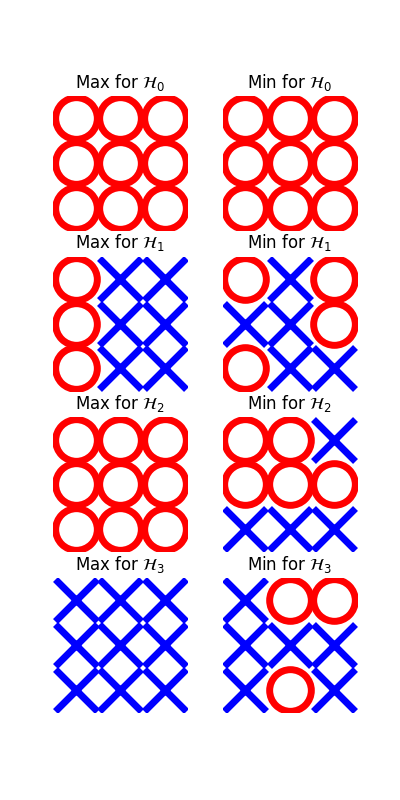 Max for $\mathcal{H}_0$
Min for $\mathcal{H}_0$
Max for $\mathcal{H}_1$
Min for $\mathcal{H}_1$
Max for $\mathcal{H}_2$
Min for $\mathcal{H}_2$
Max for $\mathcal{H}_3$
Min for $\mathcal{H}_3$